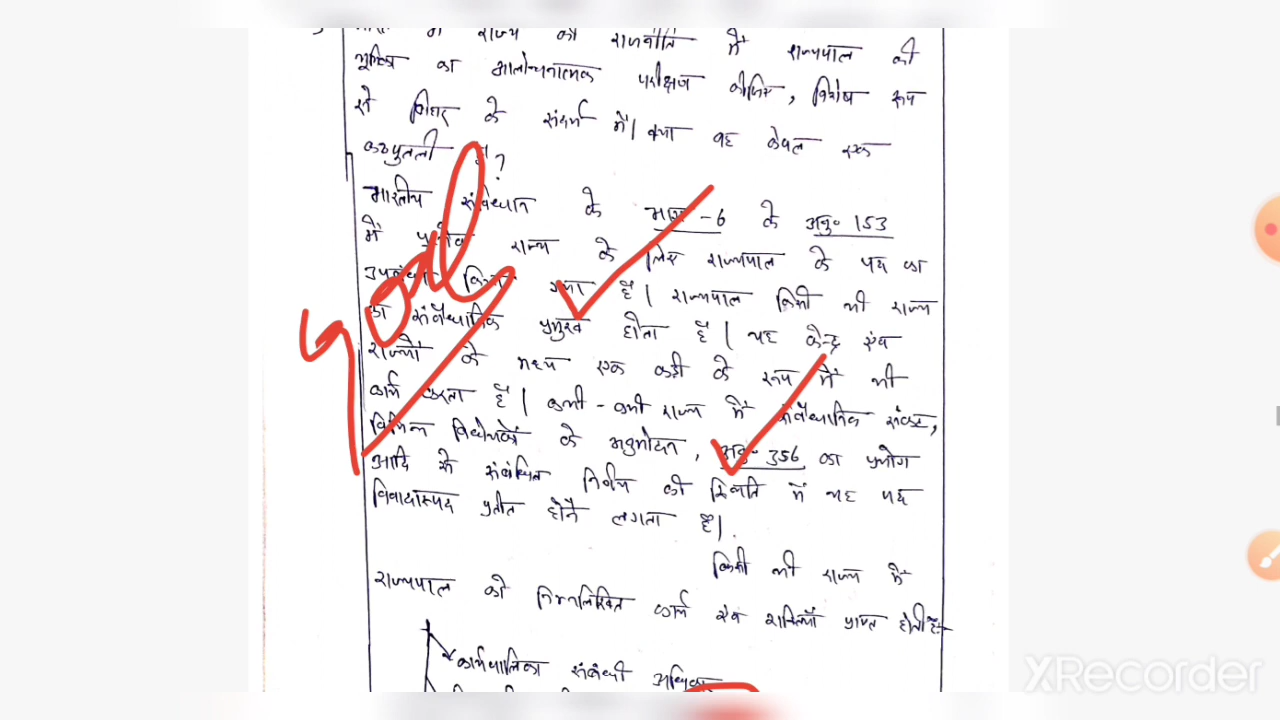 भारत में राज्य की राजनीति में राज्यपाल की
भूमिका का आलोचनात्मक परीक्षण कीजिए, विशेष रूप
से बिहार के संदर्भ में। क्या वह केवल एक
कठपुतली है?
भारतीय संविधान के भाग -6 के अनु॰ 153
में प्रत्येक राज्य के लिए राज्यपाल के पद का
उपबंध किया गया है। राज्यपाल किसी भी राज्य
का संवैधानिक प्रमुख होता है। यह केन्द्र एवं
राज्यों के मध्य एक कड़ी के रूप में भी
कार्य करता है। कभी-कभी राज्य में संवैधानिक संकट,
विभिन्न विधेयकों के अनुमोदन, अनु॰ 356 का प्रयोग
आदि से संबंधित निर्णय की स्थिति में यह पद
विवादास्पद प्रतीत होने लगता है।
किसी भी राज्य में
राज्यपाल को निम्नलिखित कार्य एवं शक्तियाँ प्राप्त होती हैं:-
कार्यपालिका संबंधी अधिकार
Good
XRecorder